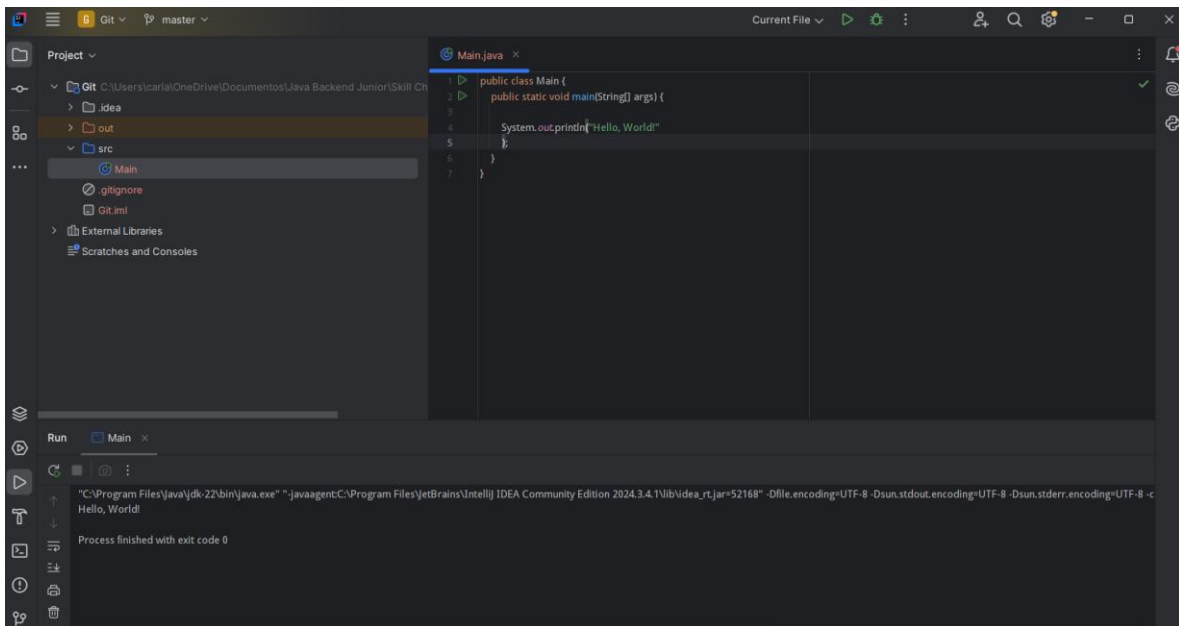 G Git master Current File
Project
Main.java
Git C:\Users\carla\OneDrive\Documentos\Java Backend Junior\Skill Ch
.idea
out
src
Main
.gitignore
Git.iml
External Libraries
Scratches and Consoles
1 public class Main {
2 public static void main(String[] args) {
3
4 System.out.println("Hello, World!"
5 );
6 }
7 }
Run Main
"C:\Program Files\Java\jdk-22\bin\java.exe" "-javaagent:C:\Program Files\JetBrains\IntelliJ IDEA Community Edition 2024.3.4.1\lib\idea_rt.jar=52168" -Dfile.encoding=UTF-8 -Dsun.stdout.encoding=UTF-8 -Dsun.stderr.encoding=UTF-8 -c
Hello, World!
Process finished with exit code 0